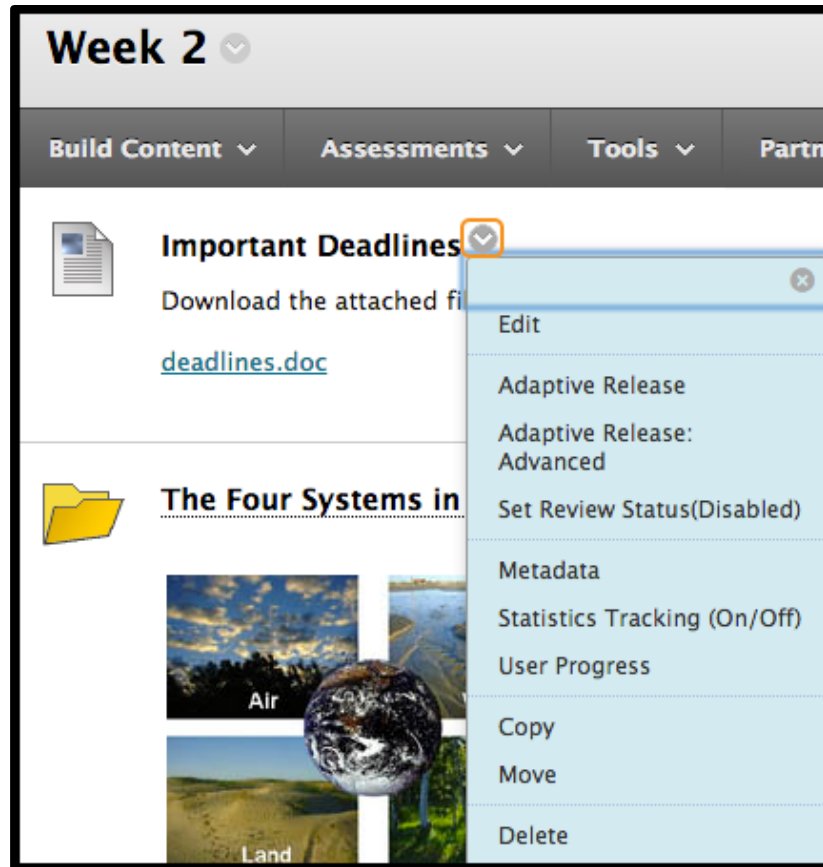 Week 2
Build Content Assessments Tools Partn
Important Deadlines
Download the attached fi
deadlines.doc
Edit
Adaptive Release
Adaptive Release:
Advanced
Set Review Status(Disabled)
The Four Systems in
Metadata
Statistics Tracking (On/Off)
User Progress
Copy
Move
Delete
Air
Land